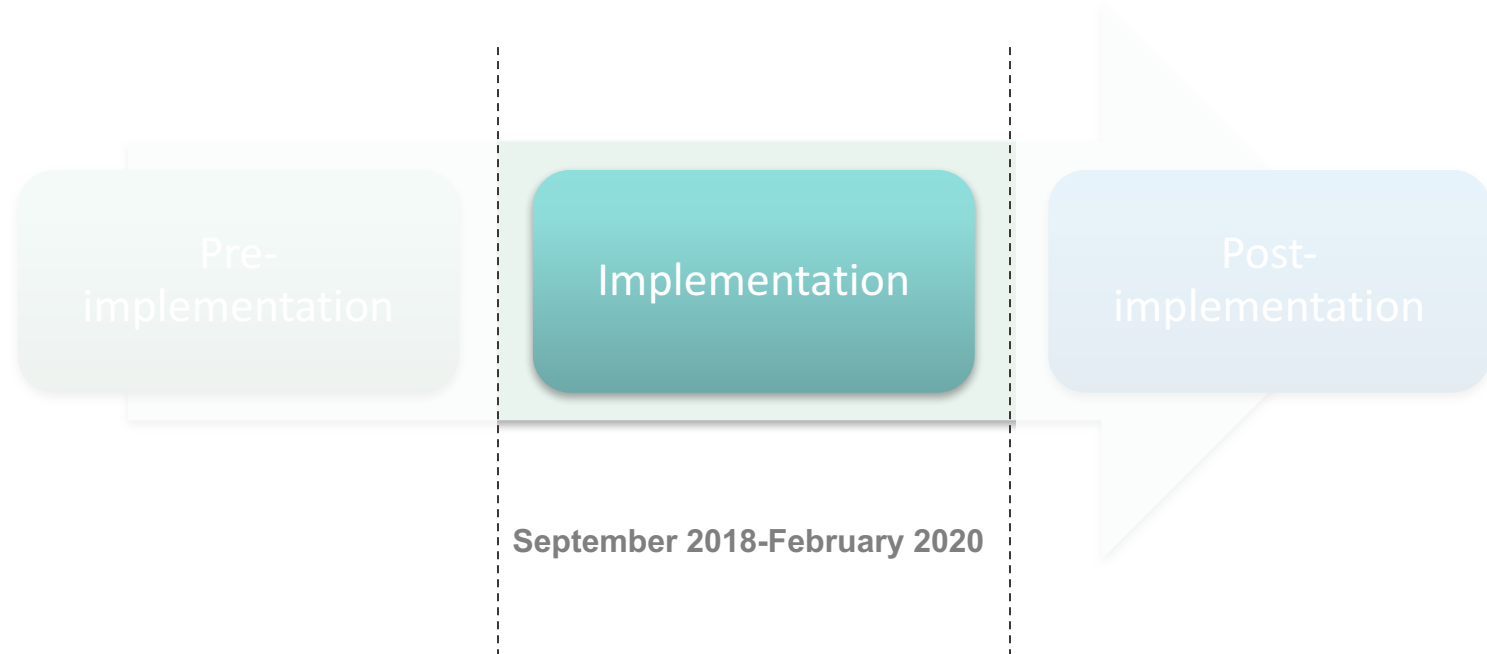 Pre-
implementation
Implementation
Post-
implementation
September 2018-February 2020